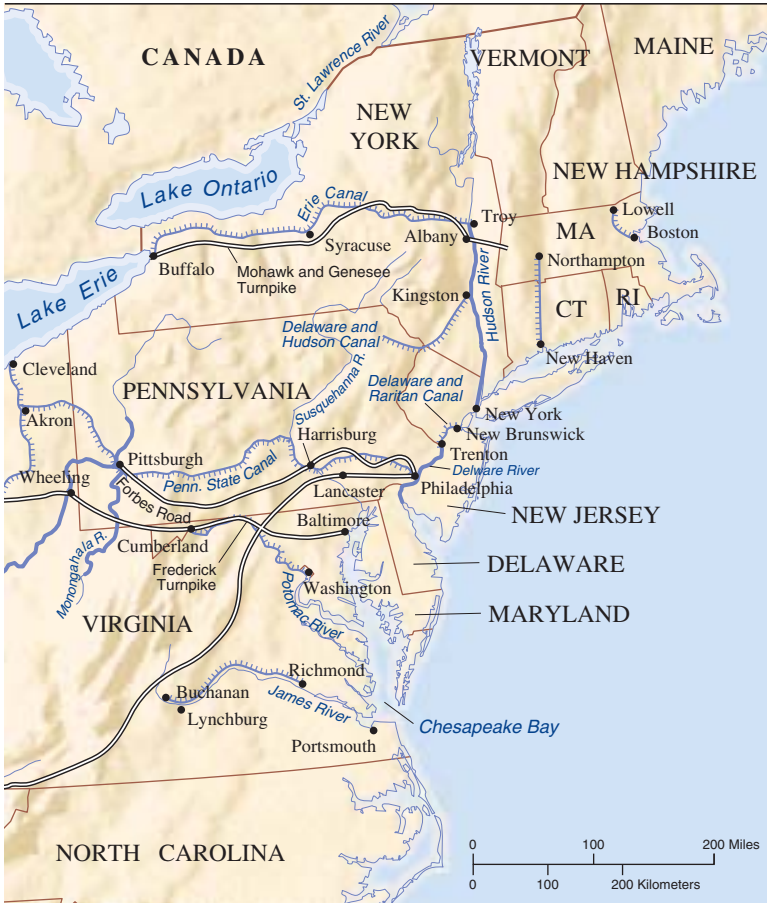 CANADA
St. Lawrence River
VERMONT
MAINE
NEW
YORK
NEW HAMPSHIRE
Lake Ontario
Erie Canal
Troy
Lowell
Syracuse
Albany
MA
Boston
Buffalo
Mohawk and Genesee
Turnpike
Northampton
Lake Erie
Kingston
Hudson River
CT
RI
Delaware and
Hudson Canal
New Haven
Cleveland
Susquehanna R.
Delaware and
Raritan Canal
PENNSYLVANIA
Akron
New York
New Brunswick
Harrisburg
Trenton
Pittsburgh
Penn. State Canal
Delware River
Wheeling
Forbes Road
Lancaster
Philadelphia
NEW JERSEY
Baltimore
Cumberland
Monongahala R.
Frederick
Turnpike
DELAWARE
Washington
Potomac River
MARYLAND
VIRGINIA
Richmond
Buchanan
James River
Lynchburg
Chesapeake Bay
Portsmouth
NORTH CAROLINA
0 100 200 Miles
0 100 200 Kilometers